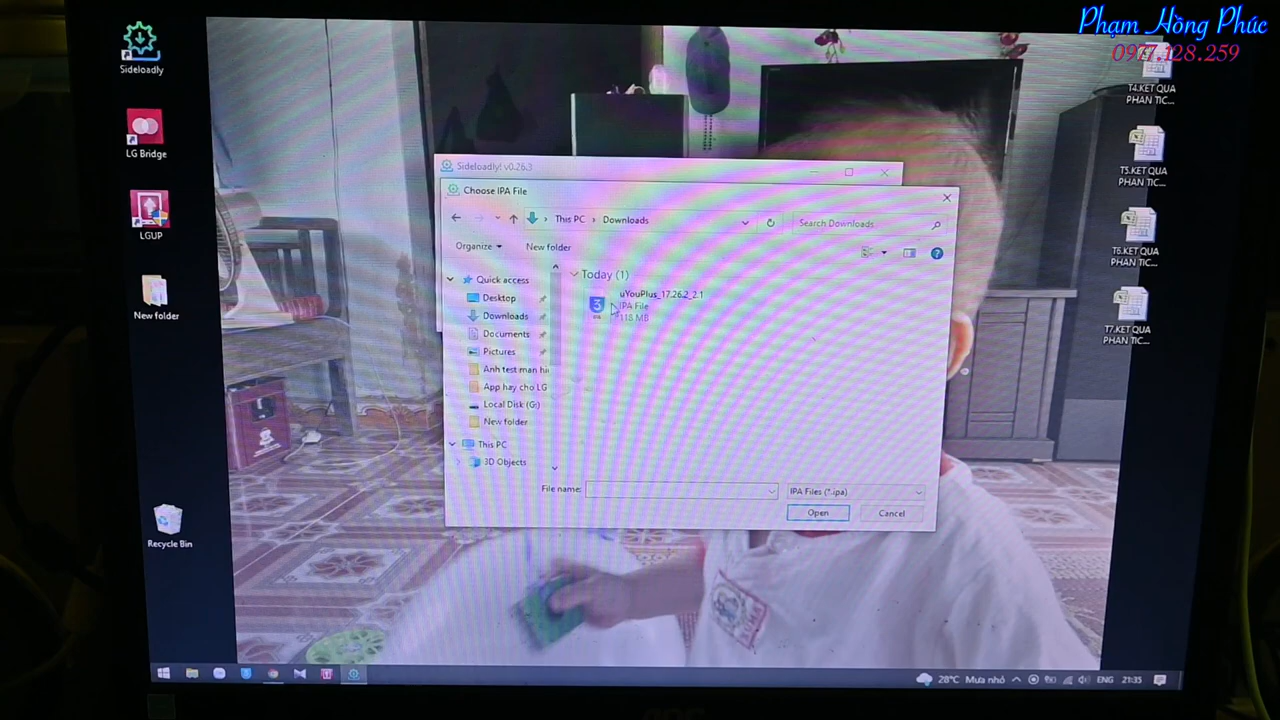 Phạm Hồng Phúc
0977.128.259
Sideloadly
LG Bridge
LGUP
New folder
Recycle Bin
T4.KET QUA
PHAN TIC...
T5.KET QUA
PHAN TIC...
T6.KET QUA
PHAN TIC...
T7.KET QUA
PHAN TIC...
Sideloadly! v0.26.3
Choose IPA File
This PC
Downloads
Search Downloads
Organize
New folder
Quick access
Desktop
Downloads
Documents
Pictures
Anh test man hi
App hay cho LG
Local Disk (G:)
New folder
This PC
3D Objects
Today (1)
uYouPlus_17.26.2_2.1
IPA File
118 MB
File name:
IPA Files (*.ipa)
Open
Cancel
28°C Mưa nhỏ
ENG
21:35